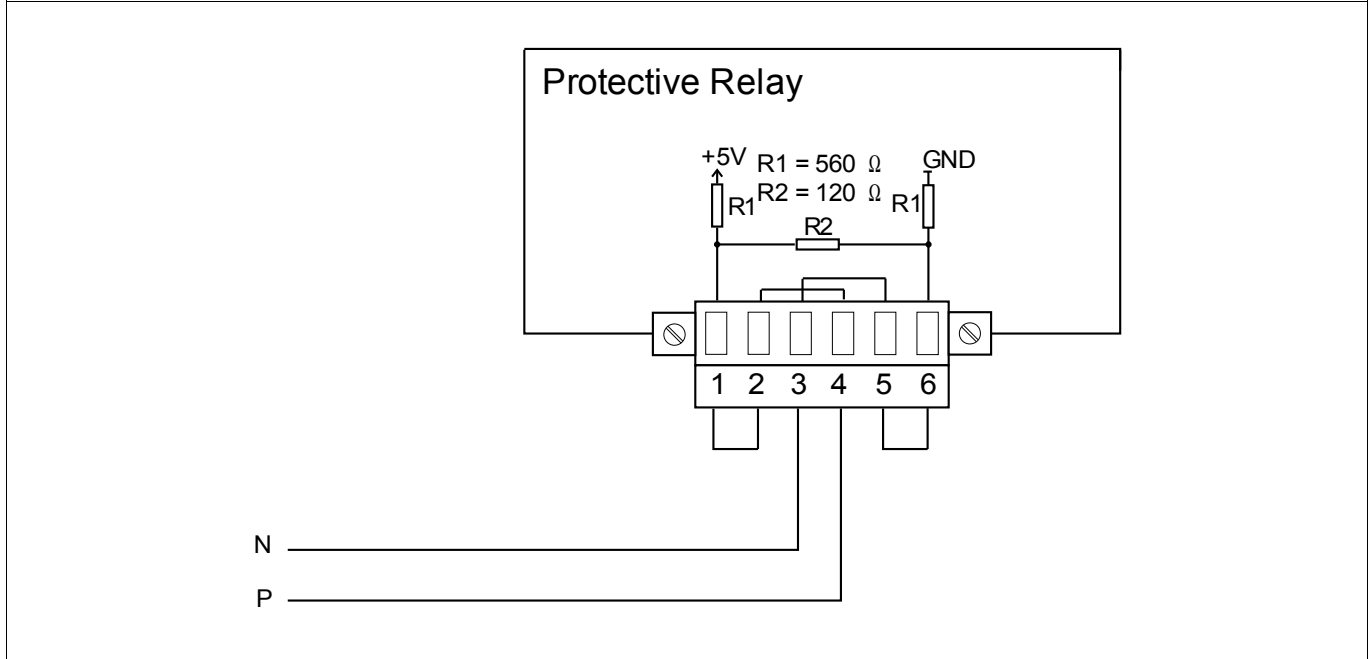 Protective Relay
+5V R1 = 560 Ω GND
R2 = 120 Ω
R1 R1
R2
1 2 3 4 5 6
N
P